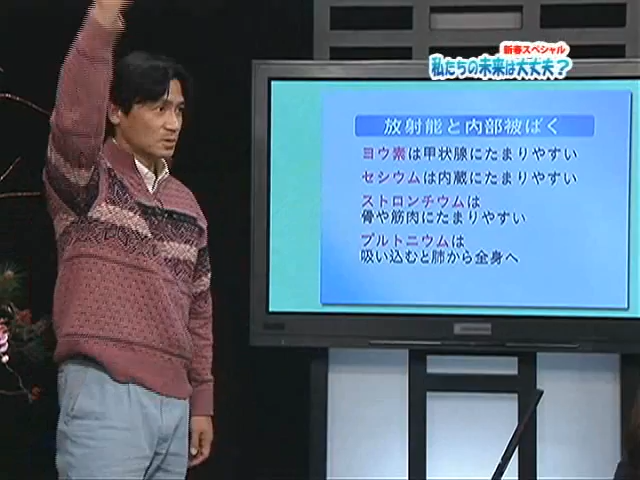 新春スペシャル
私たちの未来は大丈夫?
放射能と内部被ばく
ヨウ素は甲状腺にたまりやすい
セシウムは内蔵にたまりやすい
ストロンチウムは
骨や筋肉にたまりやすい
プルトニウムは
吸い込むと肺から全身へ